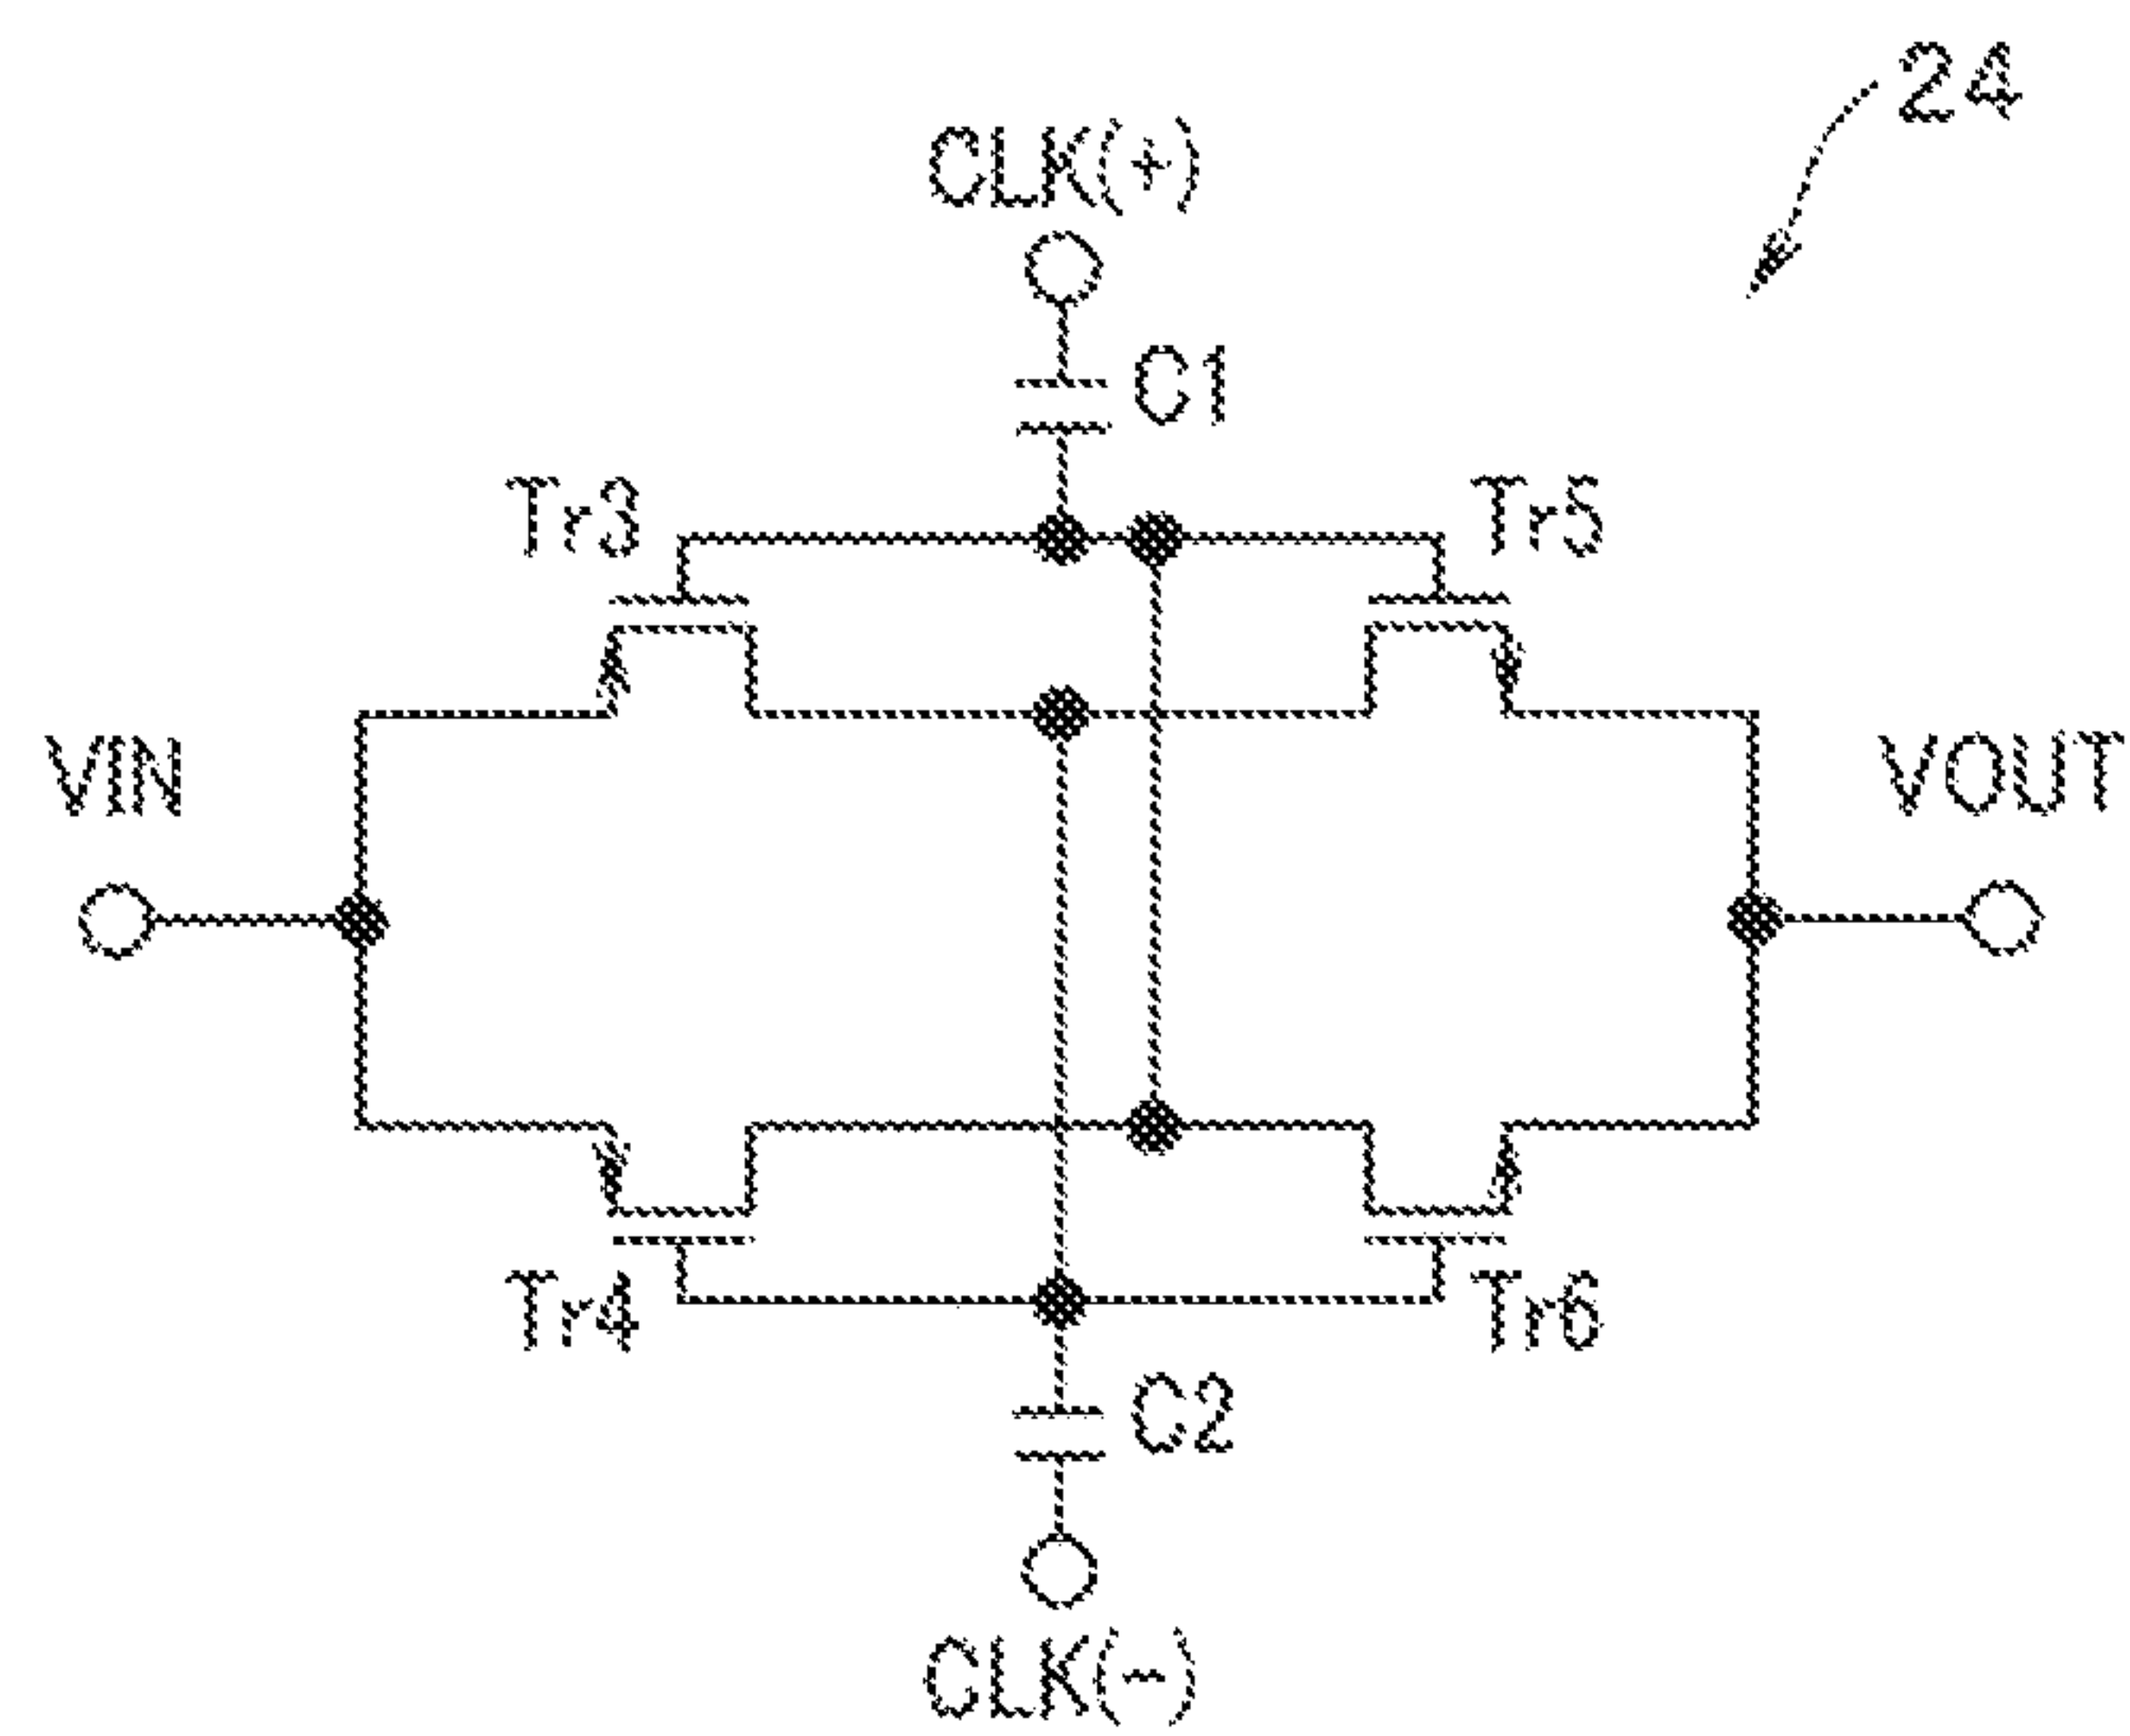 24
CLK(+)
C1
Tr3
Tr5
VIN
VOUT
Tr4
Tr6
C2
CLK(-)